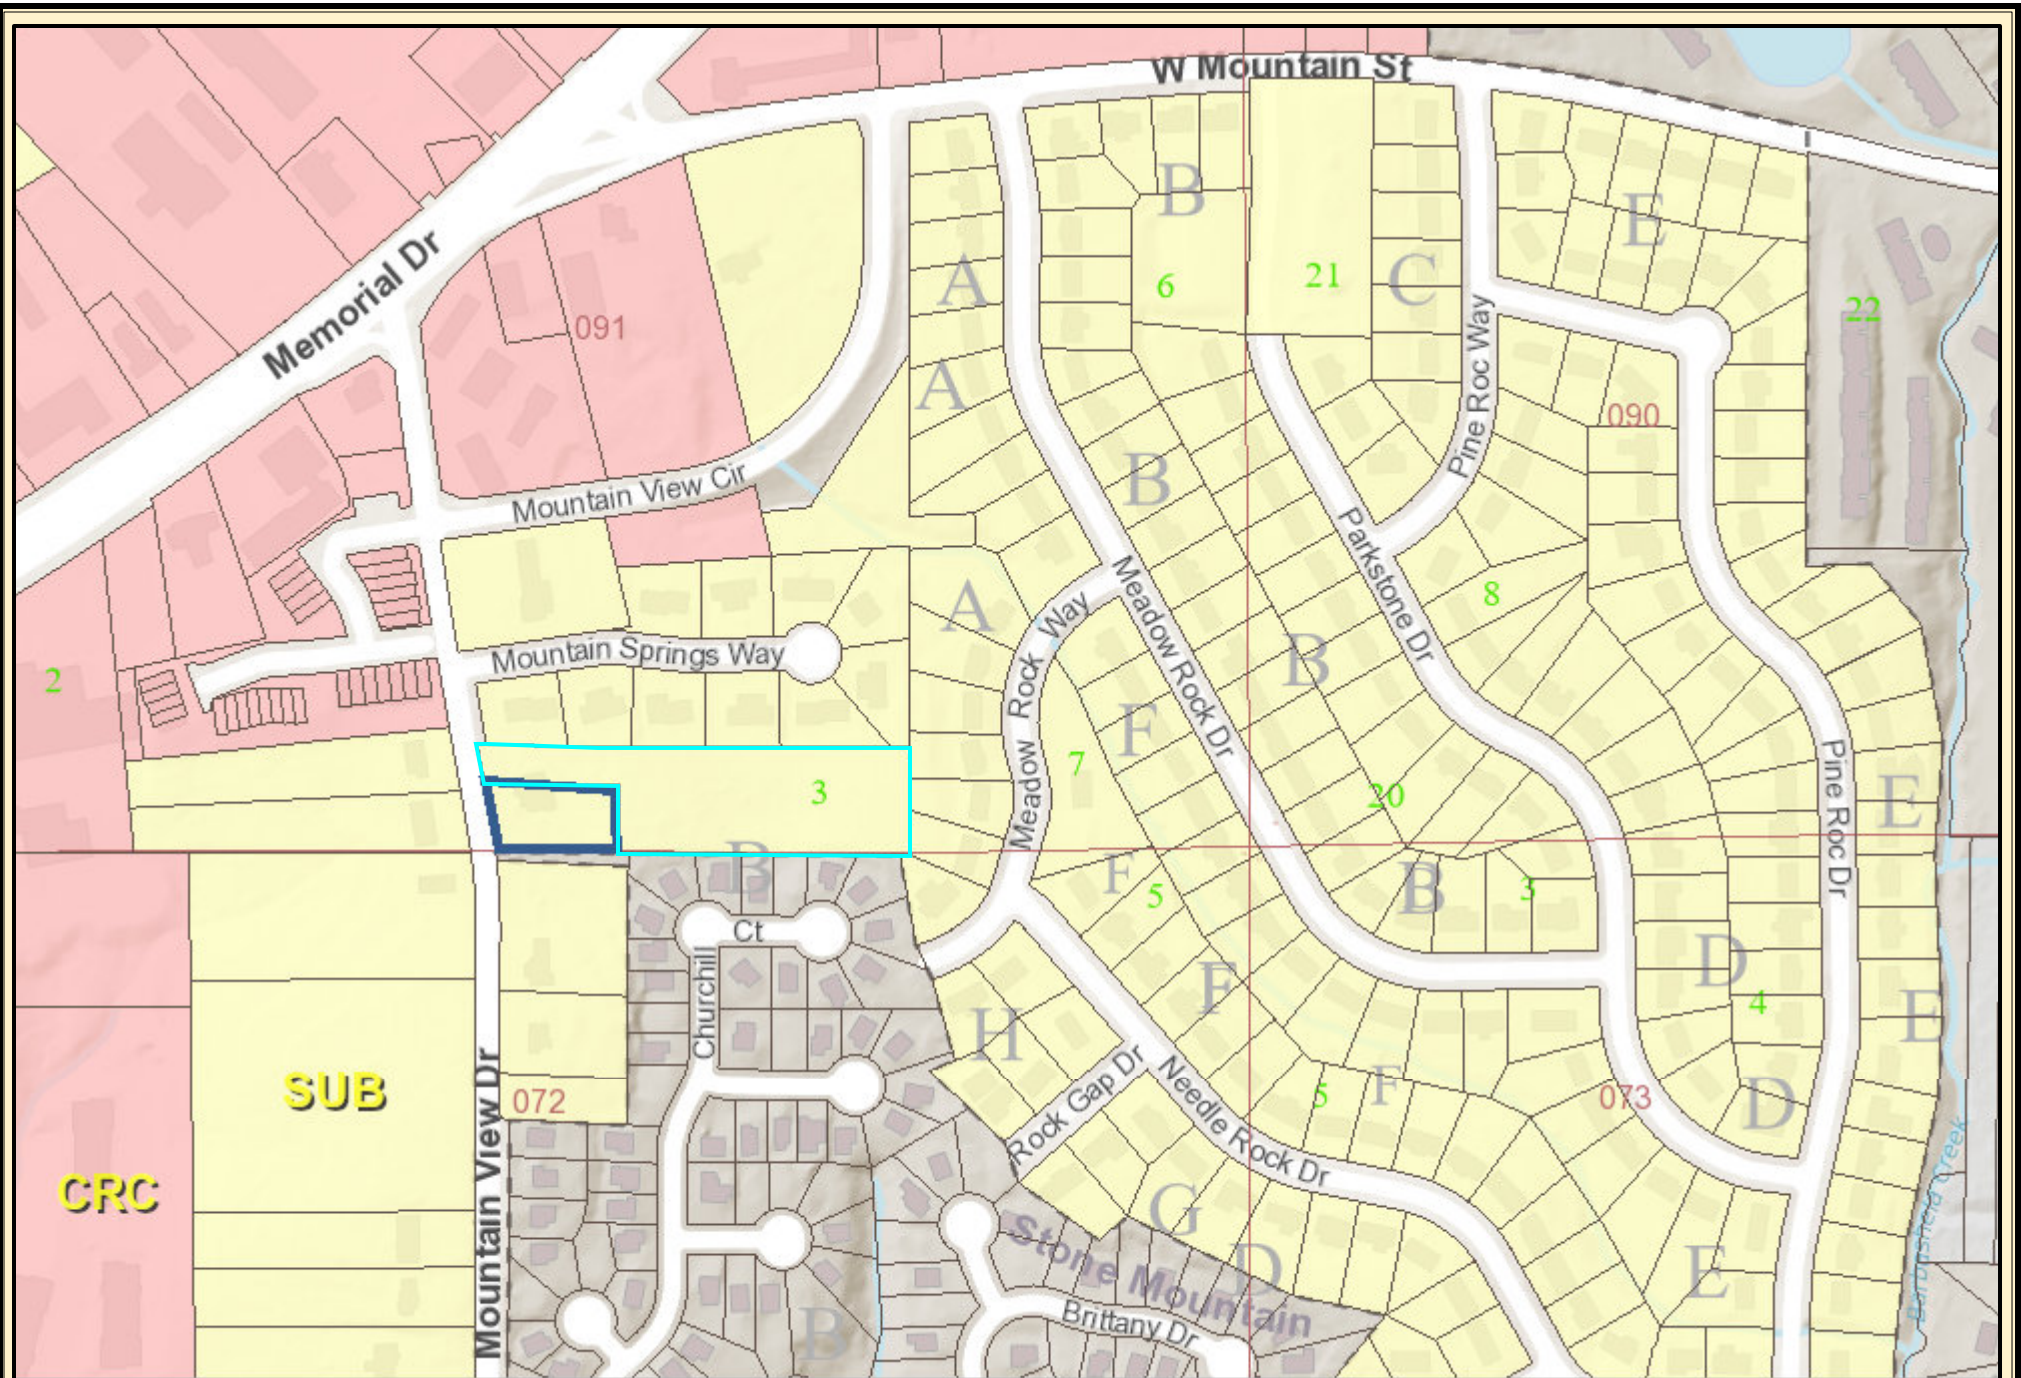 W Mountain St
B
E
A
6
21
C
22
Memorial Dr
091
A
Pine Roc Way
090
Mountain View Cir
B
Parkstone Dr
8
A
Meadow Rock Way
Meadow Rock Dr
2
Mountain Springs Way
B
F
7
3
20
E
Pine Roc Dr
B
F
5
B
3
Ct
Churchill
D
F
4
E
H
SUB
072
Mountain View Dr
Rock Gap Dr
Needle Rock Dr
5
F
073
D
CRC
G
Stone Mountain
D
E
Barbashela Creek
Brittany Dr
B